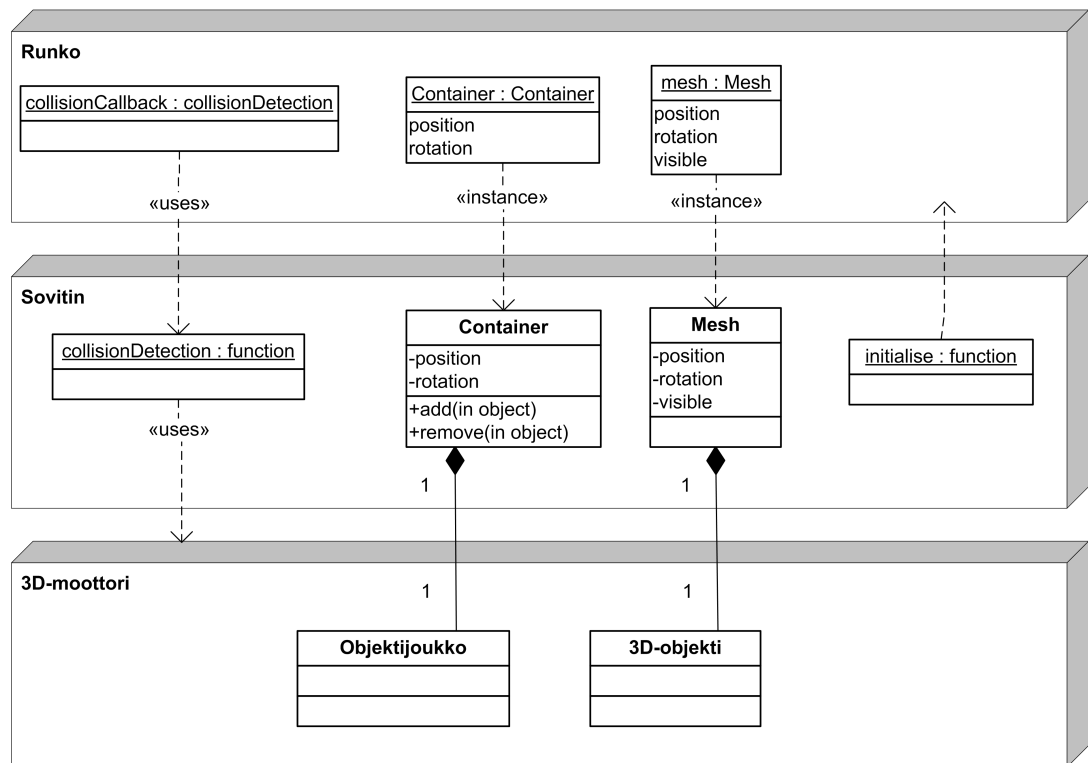 Runko
collisionCallback : collisionDetection
Container : Container
position
rotation
mesh : Mesh
position
rotation
visible
«uses»
«instance»
«instance»
Sovitin
collisionDetection : function
Container
-position
-rotation
+add(in object)
+remove(in object)
Mesh
-position
-rotation
-visible
initialise : function
«uses»
1
1
3D-moottori
1
1
Objektijoukko
3D-objekti